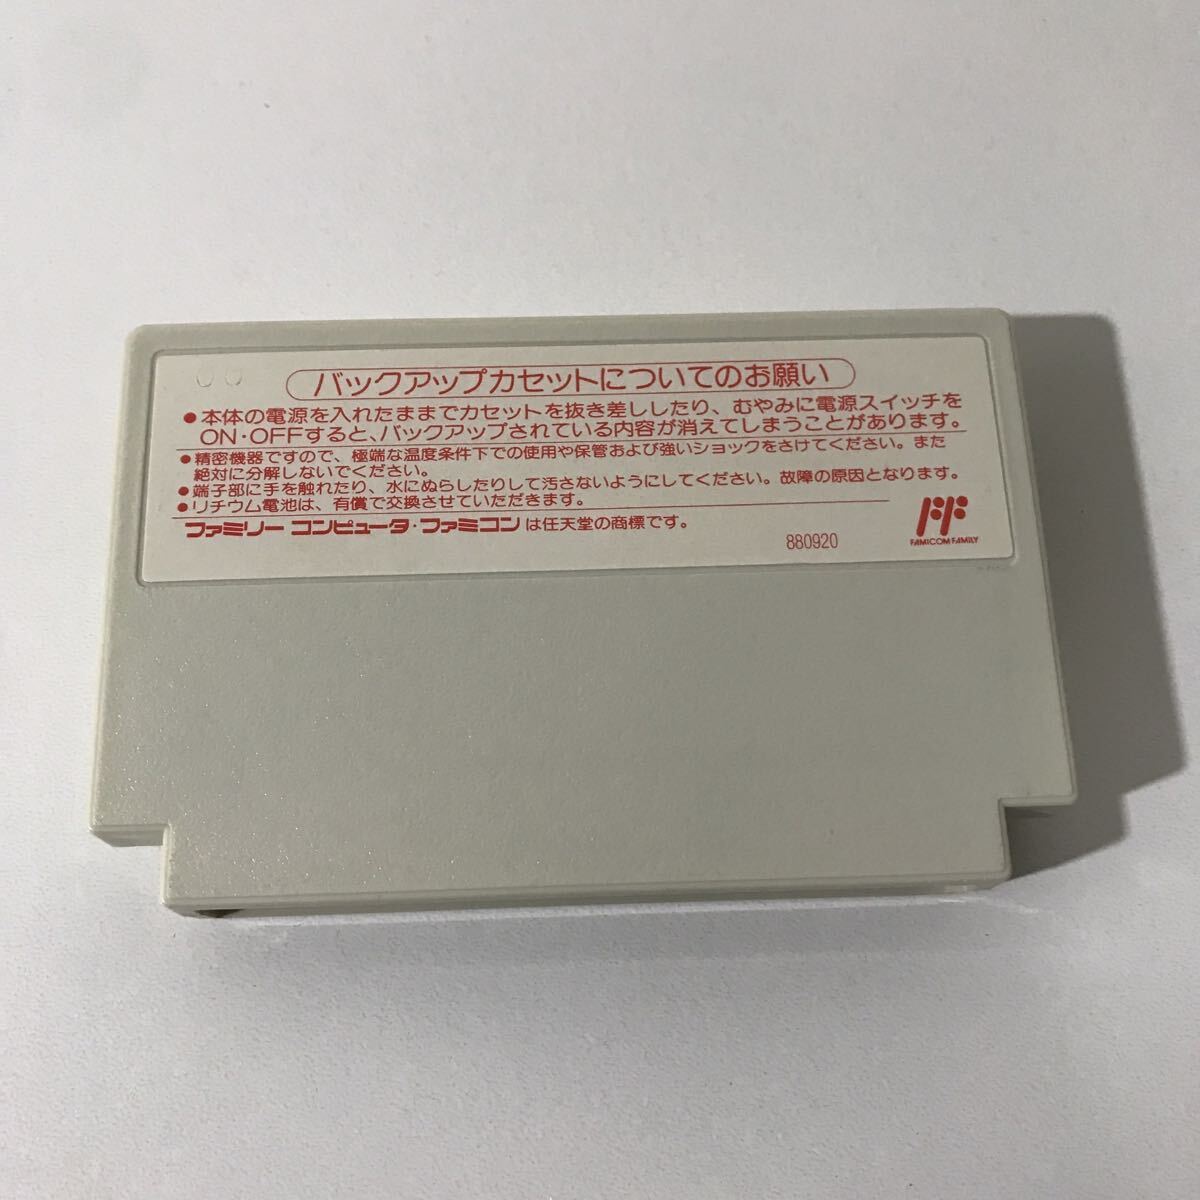 バックアップカセットについてのお願い
●本体の電源を入れたままでカセットを抜き差ししたり、むやみに電源スイッチを
ON・OFFすると、バックアップされている内容が消えてしまうことがあります。
●精密機器ですので、極端な温度条件下での使用や保管および強いショックをさけてください。また
絶対に分解しないでください。
●端子部に手を触れたり、水にぬらしたりして汚さないようにしてください。故障の原因となります。
●リチウム電池は、有償で交換させていただきます。
ファミリー コンピュータ・ファミコンは任天堂の商標です。
880920
FAMICOM FAMILY